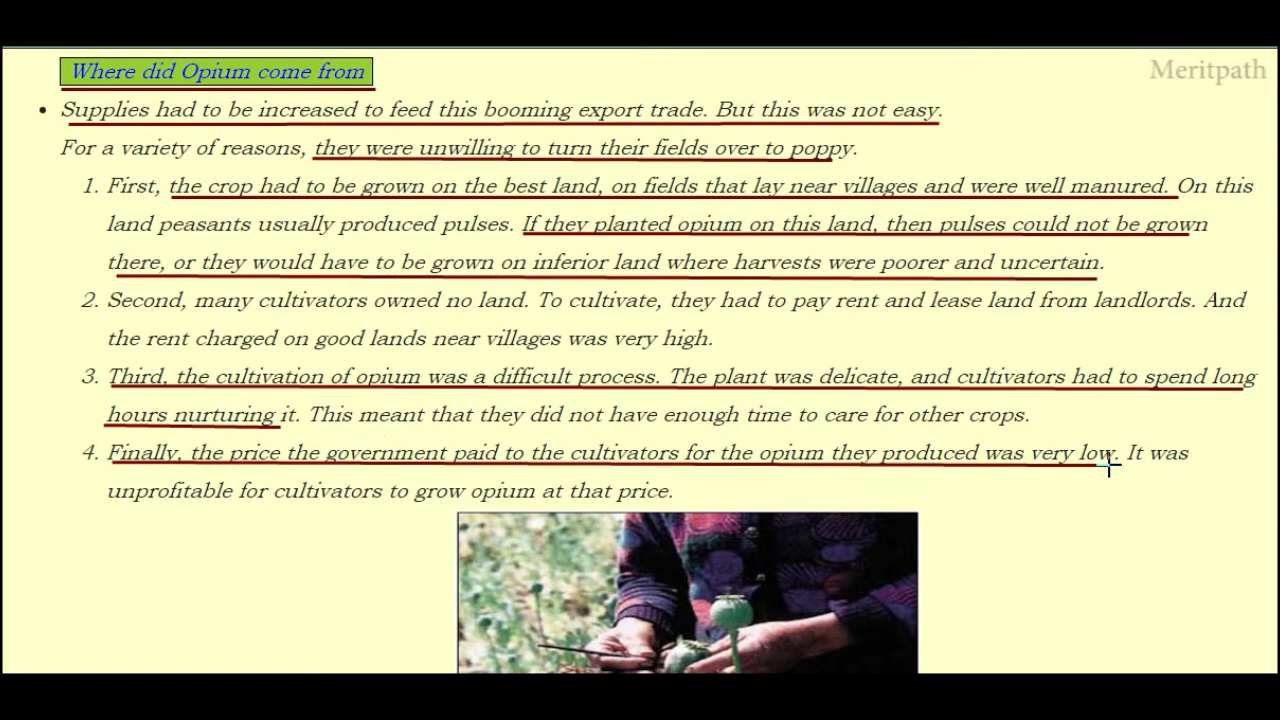 Where did Opium come from
Meritpath
• Supplies had to be increased to feed this booming export trade. But this was not easy.
For a variety of reasons, they were unwilling to turn their fields over to poppy.
1. First, the crop had to be grown on the best land, on fields that lay near villages and were well manured. On this
land peasants usually produced pulses. If they planted opium on this land, then pulses could not be grown
there, or they would have to be grown on inferior land where harvests were poorer and uncertain.
2. Second, many cultivators owned no land. To cultivate, they had to pay rent and lease land from landlords. And
the rent charged on good lands near villages was very high.
3. Third, the cultivation of opium was a difficult process. The plant was delicate, and cultivators had to spend long
hours nurturing it. This meant that they did not have enough time to care for other crops.
4. Finally, the price the government paid to the cultivators for the opium they produced was very low. It was
unprofitable for cultivators to grow opium at that price.